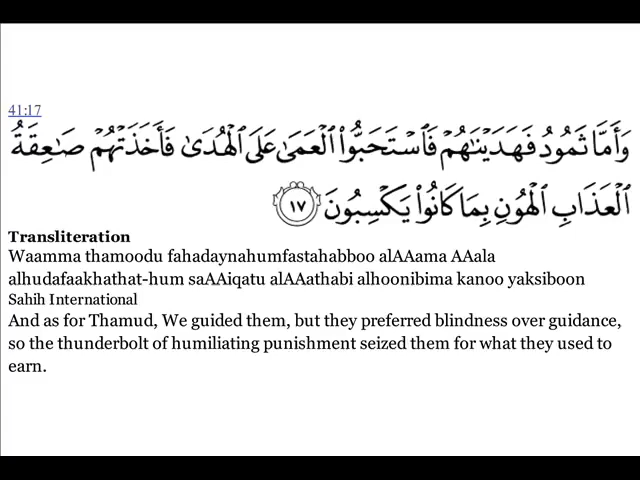 41:17
وَأَمَّا ثَمُودُ فَهَدَيْنَٰهُمْ فَٱسْتَحَبُّوا۟ ٱلْعَمَىٰ عَلَى ٱلْهُدَىٰ فَأَخَذَتْهُمْ صَٰعِقَةُ
ٱلْعَذَابِ ٱلْهُونِ بِمَا كَانُوا۟ يَكْسِبُونَ ١٧
Transliteration
Waamma thamoodu fahadaynahumfastahabboo alAAama AAala
alhudafaakhathat-hum saAAiqatu alAAathabi alhoonibima kanoo yaksiboon
Sahih International
And as for Thamud, We guided them, but they preferred blindness over guidance,
so the thunderbolt of humiliating punishment seized them for what they used to
earn.